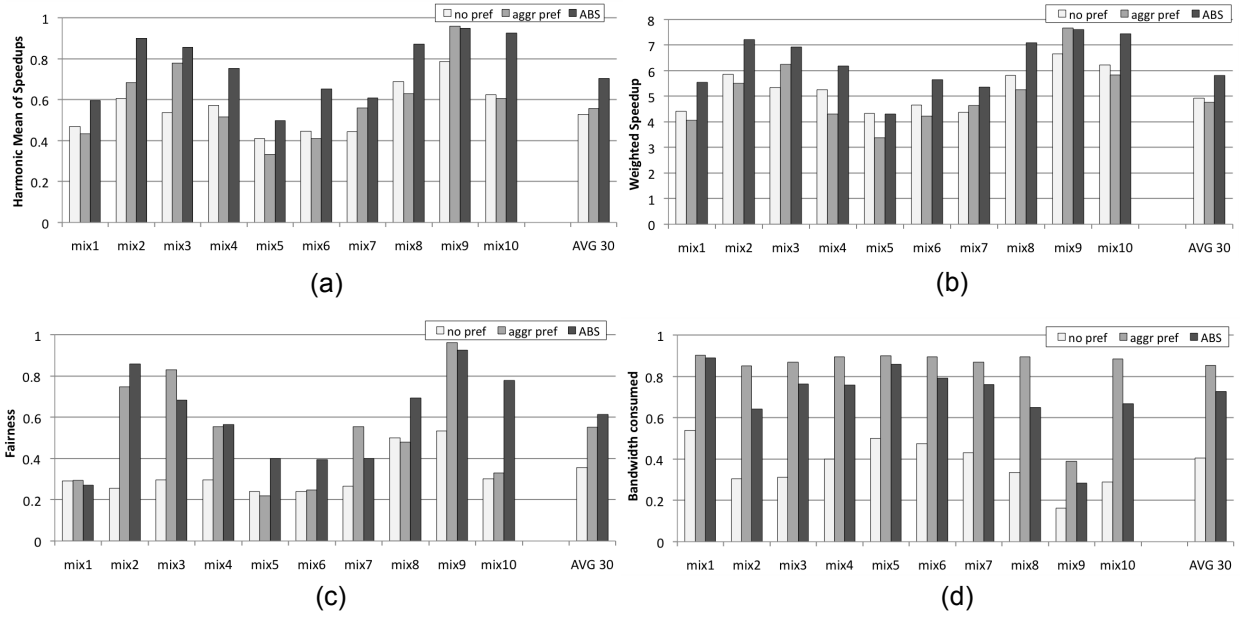 no pref aggr pref ABS
Harmonic Mean of Speedups
1
0.8
0.6
0.4
0.2
0
mix1 mix2 mix3 mix4 mix5 mix6 mix7 mix8 mix9 mix10 AVG 30
(a)
no pref aggr pref ABS
Weighted Speedup
8
7
6
5
4
3
2
1
0
mix1 mix2 mix3 mix4 mix5 mix6 mix7 mix8 mix9 mix10 AVG 30
(b)
no pref aggr pref ABS
Fairness
1
0.8
0.6
0.4
0.2
0
mix1 mix2 mix3 mix4 mix5 mix6 mix7 mix8 mix9 mix10 AVG 30
(c)
no pref aggr pref ABS
Bandwidth consumed
1
0.8
0.6
0.4
0.2
0
mix1 mix2 mix3 mix4 mix5 mix6 mix7 mix8 mix9 mix10 AVG 30
(d)